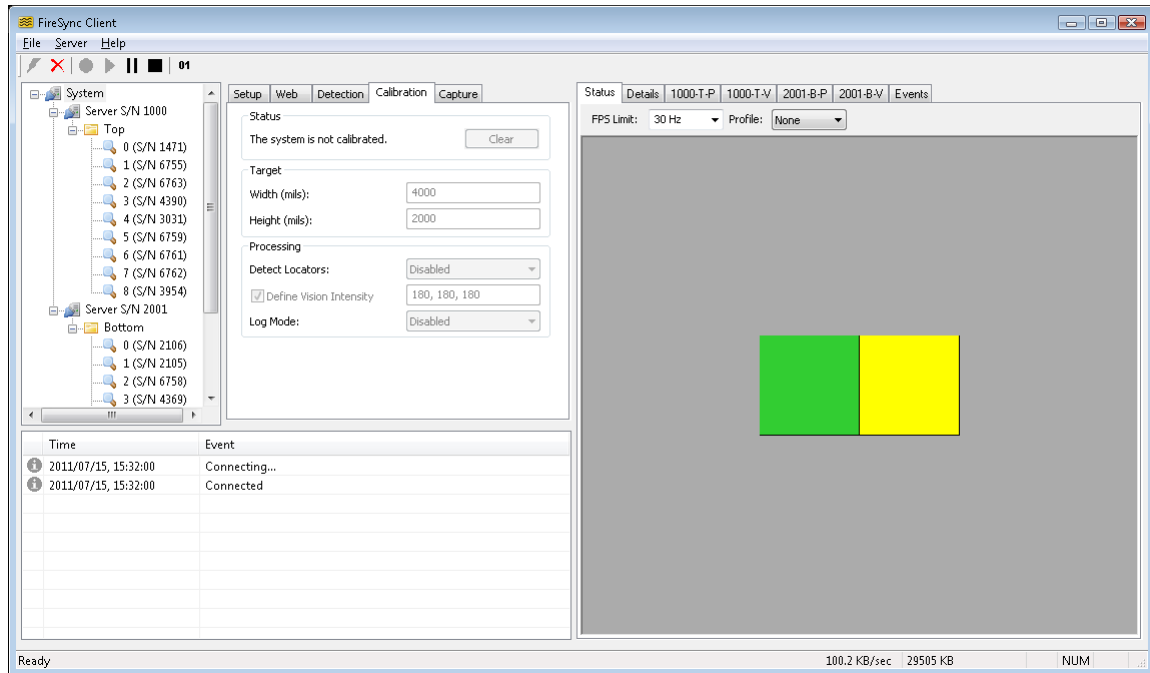 FireSync Client
File Server Help
01
System
Server S/N 1000
Top
0 (S/N 1471)
1 (S/N 6755)
2 (S/N 6763)
3 (S/N 4390)
4 (S/N 3031)
5 (S/N 6759)
6 (S/N 6761)
7 (S/N 6762)
8 (S/N 3954)
Server S/N 2001
Bottom
0 (S/N 2106)
1 (S/N 2105)
2 (S/N 6758)
3 (S/N 4369)
Setup Web Detection Calibration Capture
Status
The system is not calibrated. Clear
Target
Width (mils): 4000
Height (mils): 2000
Processing
Detect Locators: Disabled
Define Vision Intensity 180, 180, 180
Log Mode: Disabled
Status Details 1000-T-P 1000-T-V 2001-B-P 2001-B-V Events
FPS Limit: 30 Hz Profile: None
Time Event
2011/07/15, 15:32:00 Connecting...
2011/07/15, 15:32:00 Connected
Ready 100.2 KB/sec 29505 KB NUM